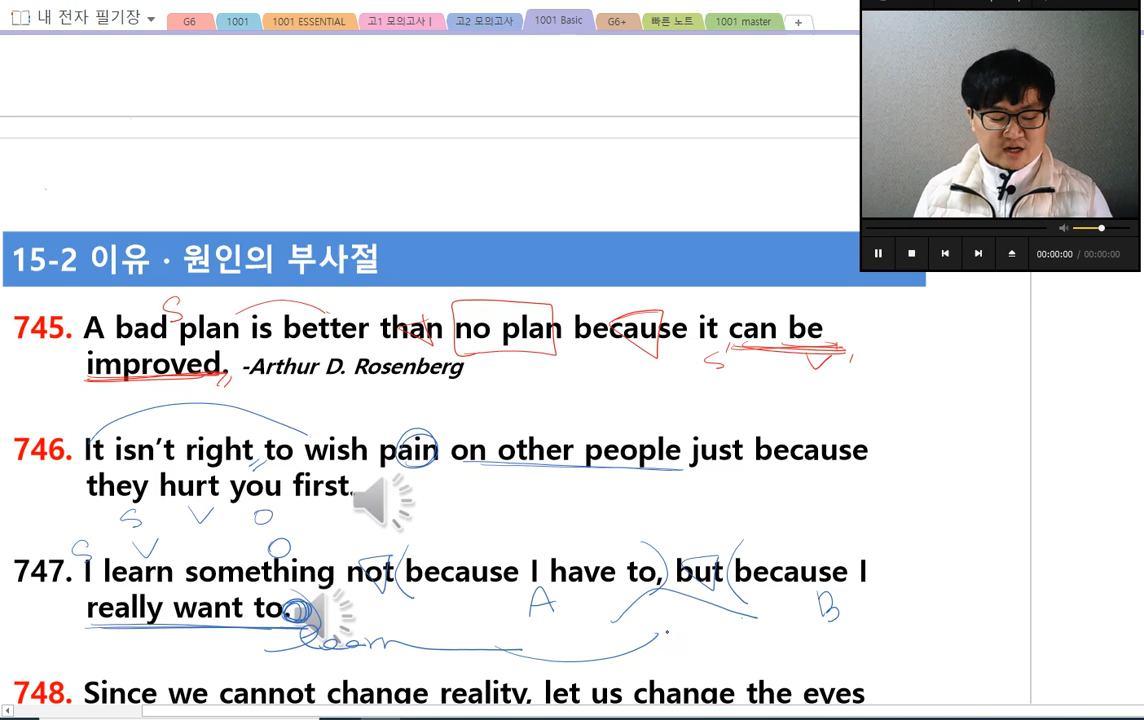 내 전자 필기장
G6
1001
1001 ESSENTIAL
고1 모의고사 I
고2 모의고사
1001 Basic
G6+
빠른 노트
1001 master
+
00:00:00 / 00:00:00
15-2 이유 · 원인의 부사절
S
745. A bad plan is better than no plan because it can be
S' V'
improved. -Arthur D. Rosenberg
746. It isn't right to wish pain on other people just because
they hurt you first.
S V O
S V O
747. I learn something not because I have to, but because I
A B
really want to.
learn
748. Since we cannot change reality, let us change the eyes